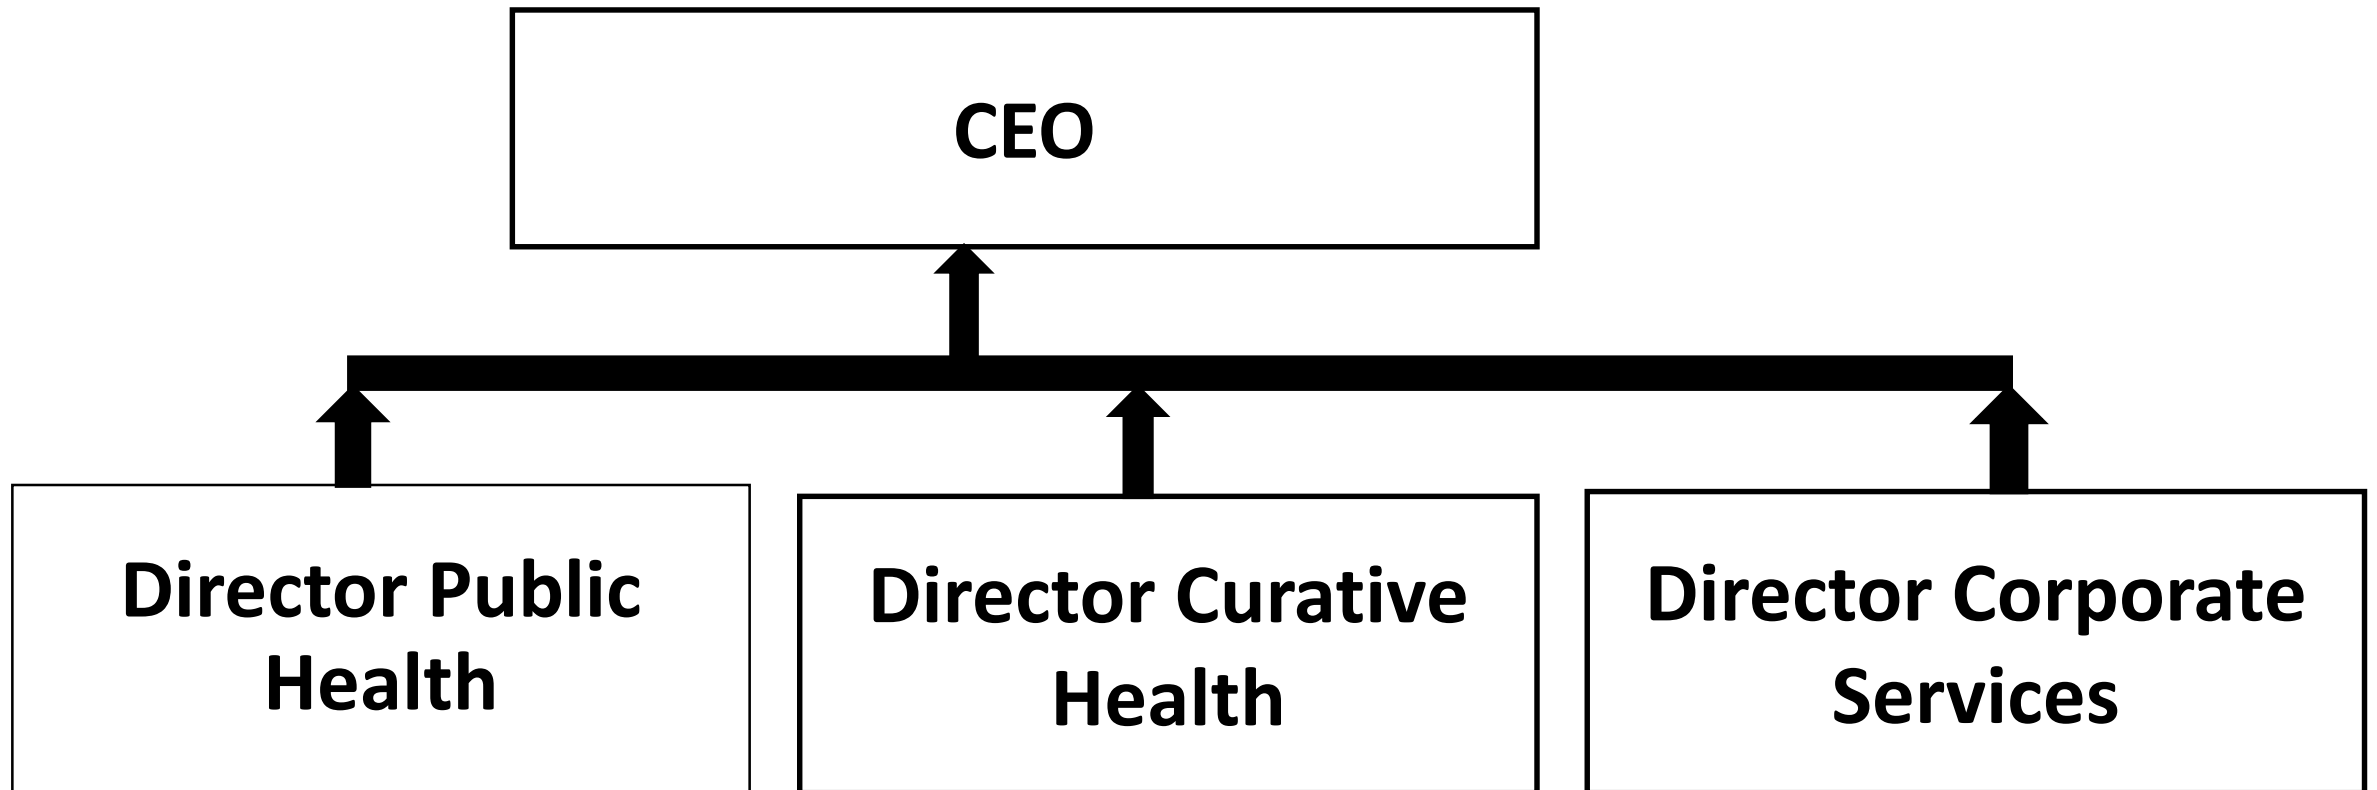 CEO
Director Public
Health
Director Curative
Health
Director Corporate
Services